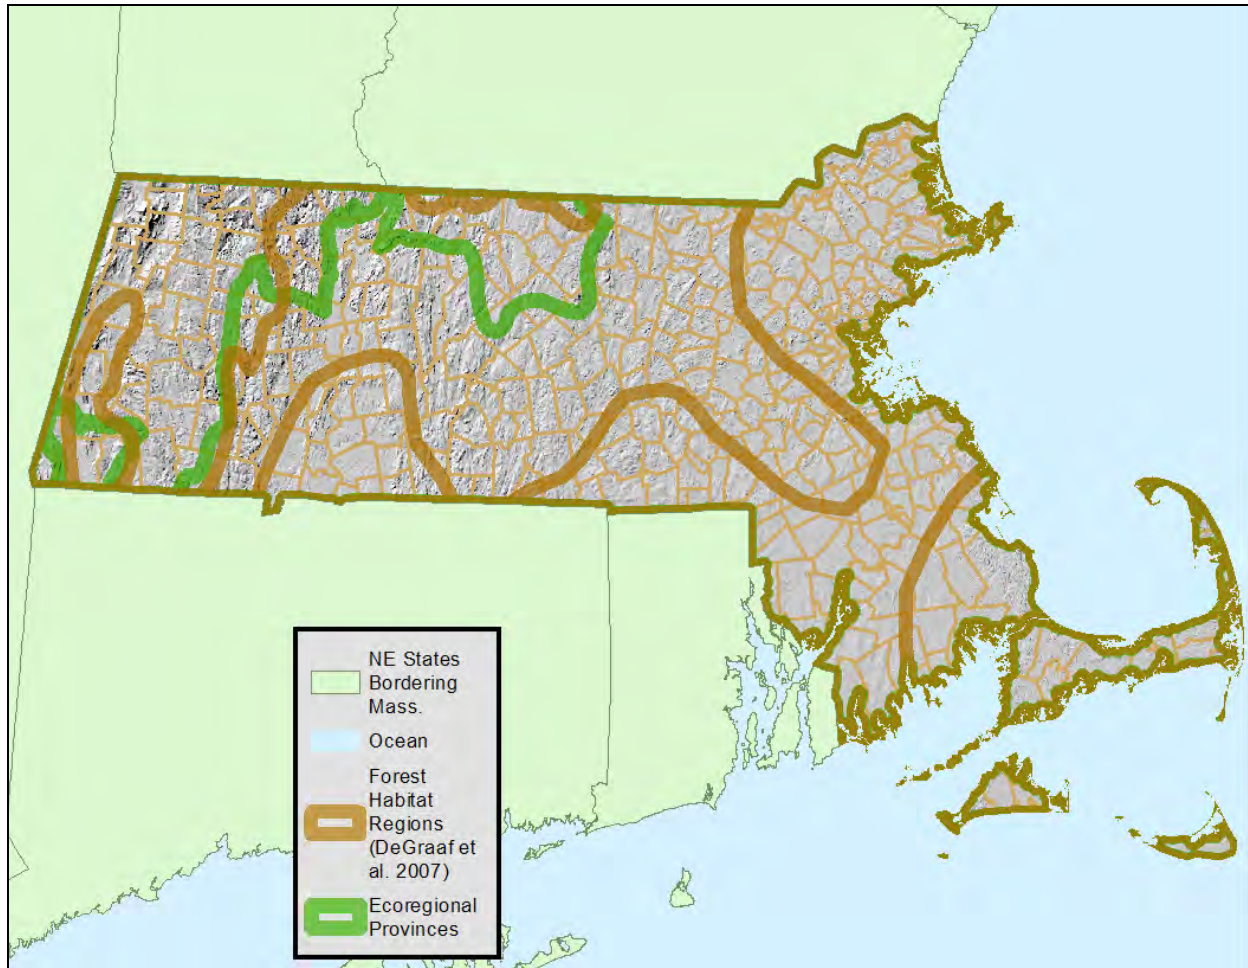 NE States
Bordering
Mass.
Ocean
Forest
Habitat
Regions
(DeGraaf et
al. 2007)
Ecoregional
Provinces